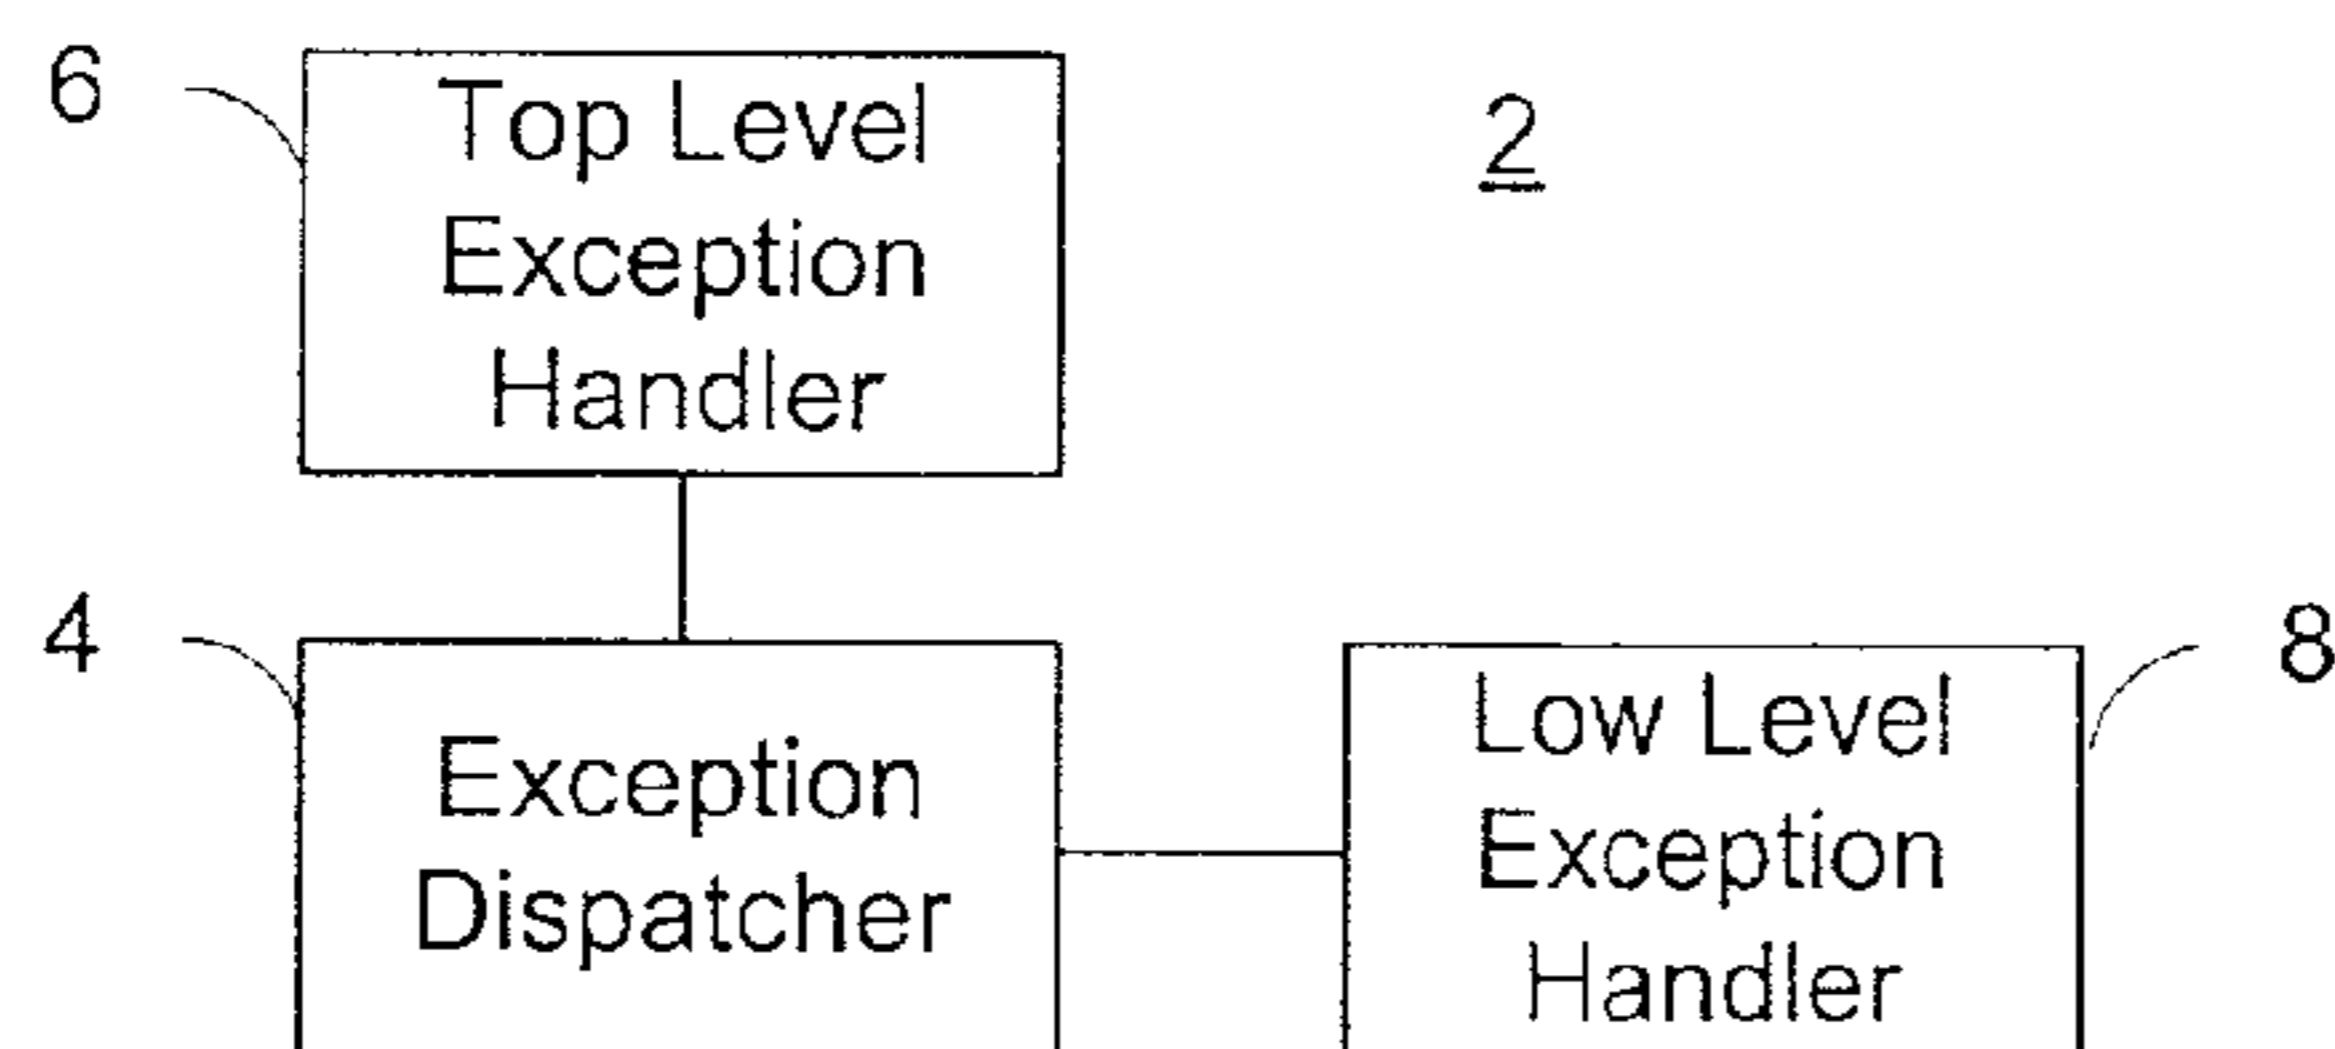 6
Top Level
Exception
Handler
2
4
Exception
Dispatcher
Low Level
Exception
Handler
8